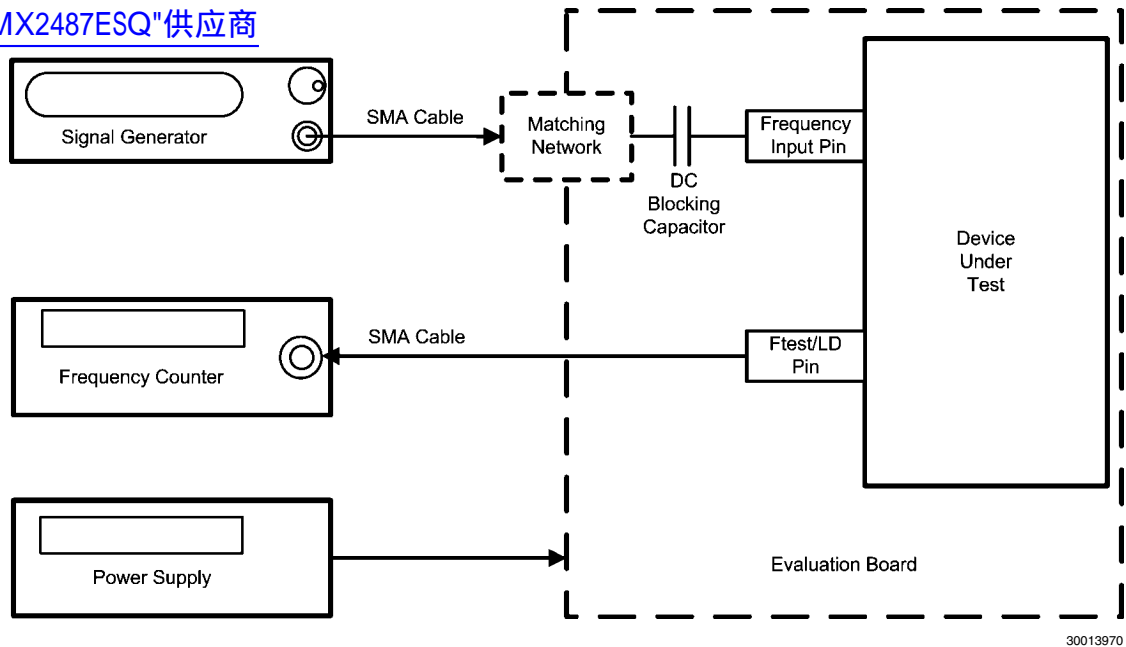 MX2487ESQ"供应商
Signal Generator
SMA Cable
Matching
Network
DC
Blocking
Capacitor
Frequency
Input Pin
Device
Under
Test
Frequency Counter
SMA Cable
Ftest/LD
Pin
Power Supply
Evaluation Board
30013970